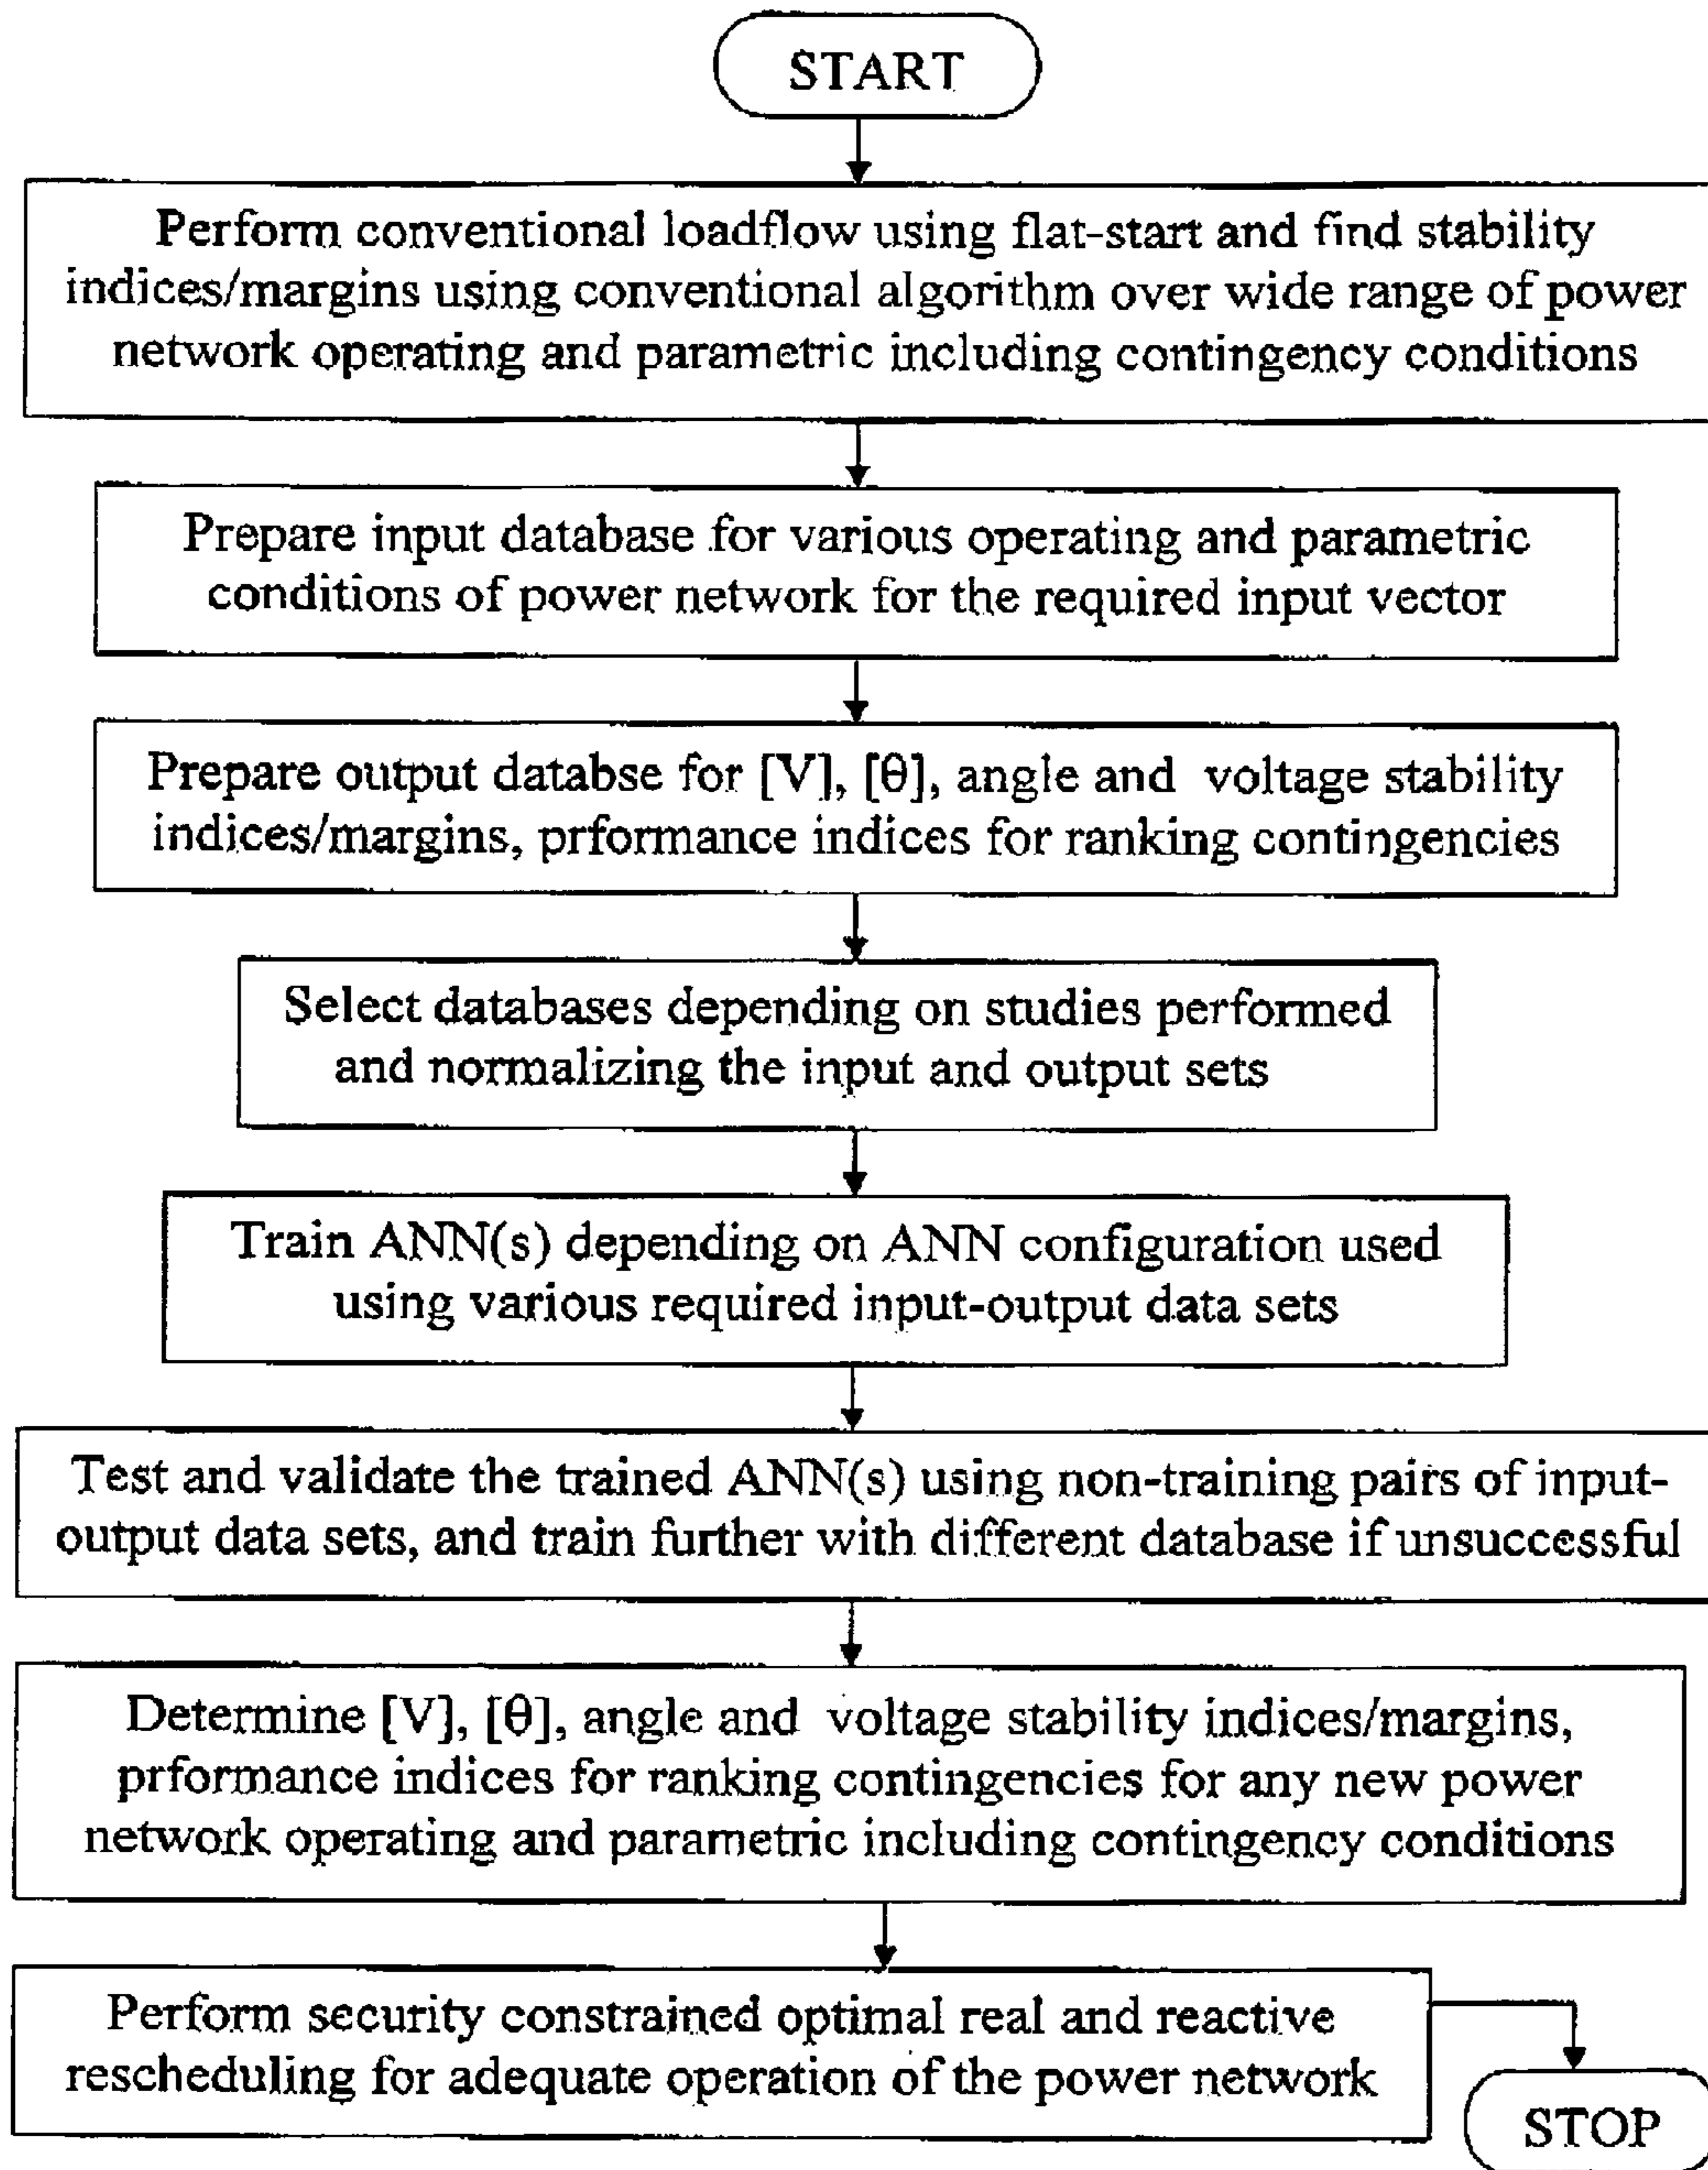 START
Perform conventional loadflow using flat-start and find stability
indices/margins using conventional algorithm over wide range of power
network operating and parametric including contingency conditions
Prepare input database for various operating and parametric
conditions of power network for the required input vector
Prepare output databse for [V], [θ], angle and voltage stability
indices/margins, prformance indices for ranking contingencies
Select databases depending on studies performed
and normalizing the input and output sets
Train ANN(s) depending on ANN configuration used
using various required input-output data sets
Test and validate the trained ANN(s) using non-training pairs of input-
output data sets, and train further with different database if unsuccessful
Determine [V], [θ], angle and voltage stability indices/margins,
prformance indices for ranking contingencies for any new power
network operating and parametric including contingency conditions
Perform security constrained optimal real and reactive
rescheduling for adequate operation of the power network
STOP